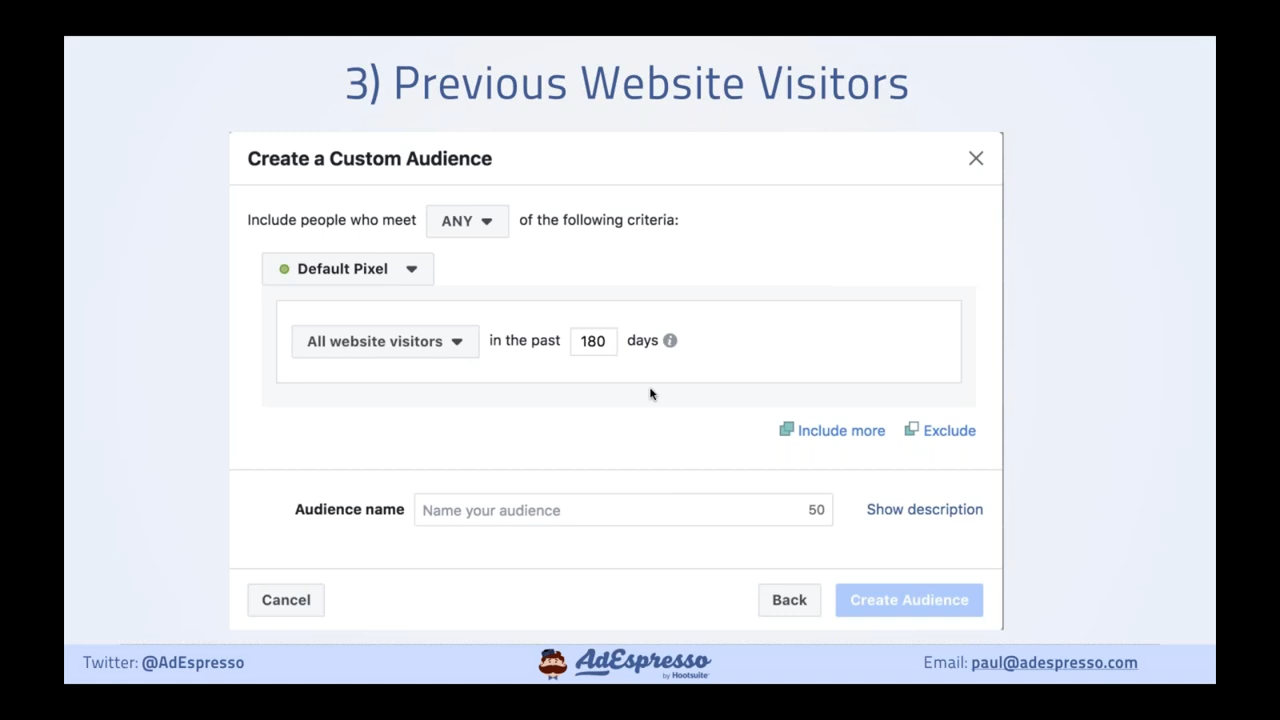 3) Previous Website Visitors
Create a Custom Audience
Include people who meet ANY of the following criteria:
Default Pixel
All website visitors in the past 180 days
Include more Exclude
Audience name Name your audience 50 Show description
Cancel Back Create Audience
Twitter: @AdEspresso AdEspresso Email: paul@adespresso.com
by Hootsuite